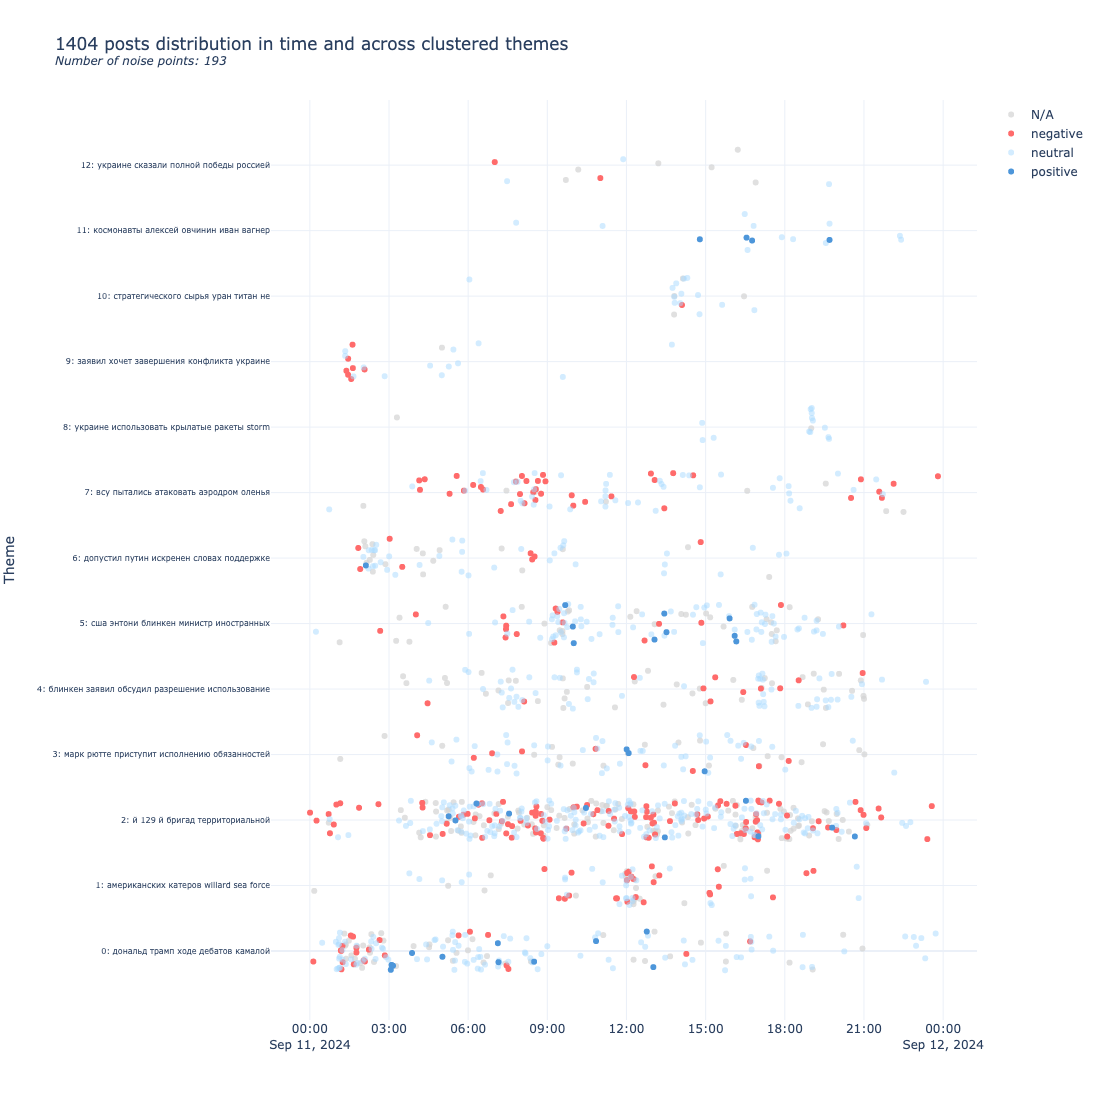 1404 posts distribution in time and across clustered themes
Number of noise points: 193
N/A
negative
neutral
positive
Theme
12: украине сказали полной победы россией
11: космонавты алексей овчинин иван вагнер
10: стратегического сырья уран титан не
9: заявил хочет завершения конфликта украине
8: украине использовать крылатые ракеты storm
7: всу пытались атаковать аэродром оленья
6: допустил путин искренен словах поддержке
5: сша энтони блинкен министр иностранных
4: блинкен заявил обсудил разрешение использование
3: марк рютте приступит исполнению обязанностей
2: й 129 й бригад территориальной
1: американских катеров willard sea force
0: дональд трамп ходе дебатов камалой
00:00 03:00 06:00 09:00 12:00 15:00 18:00 21:00 00:00
Sep 11, 2024 Sep 12, 2024